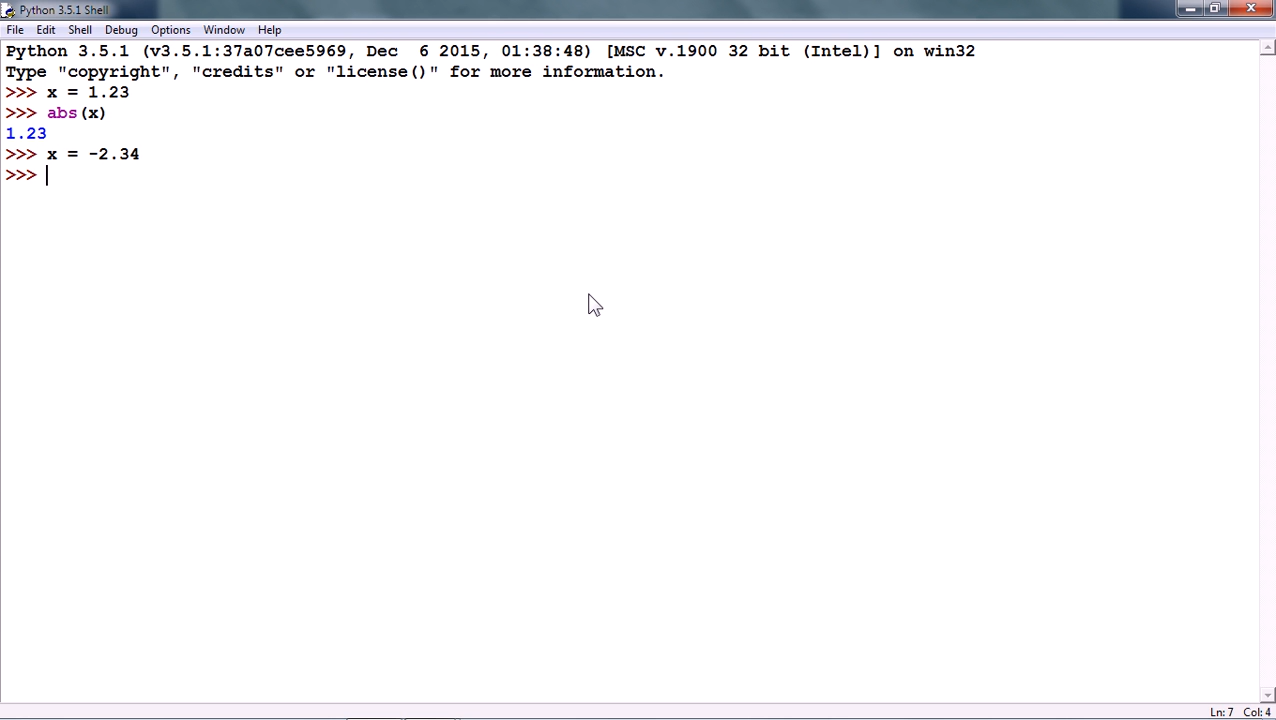 Python 3.5.1 Shell
File Edit Shell Debug Options Window Help
Python 3.5.1 (v3.5.1:37a07cee5969, Dec  6 2015, 01:38:48) [MSC v.1900 32 bit (Intel)] on win32
Type "copyright", "credits" or "license()" for more information.
>>> x = 1.23
>>> abs(x)
1.23
>>> x = -2.34
>>>
Ln: 7 Col: 4